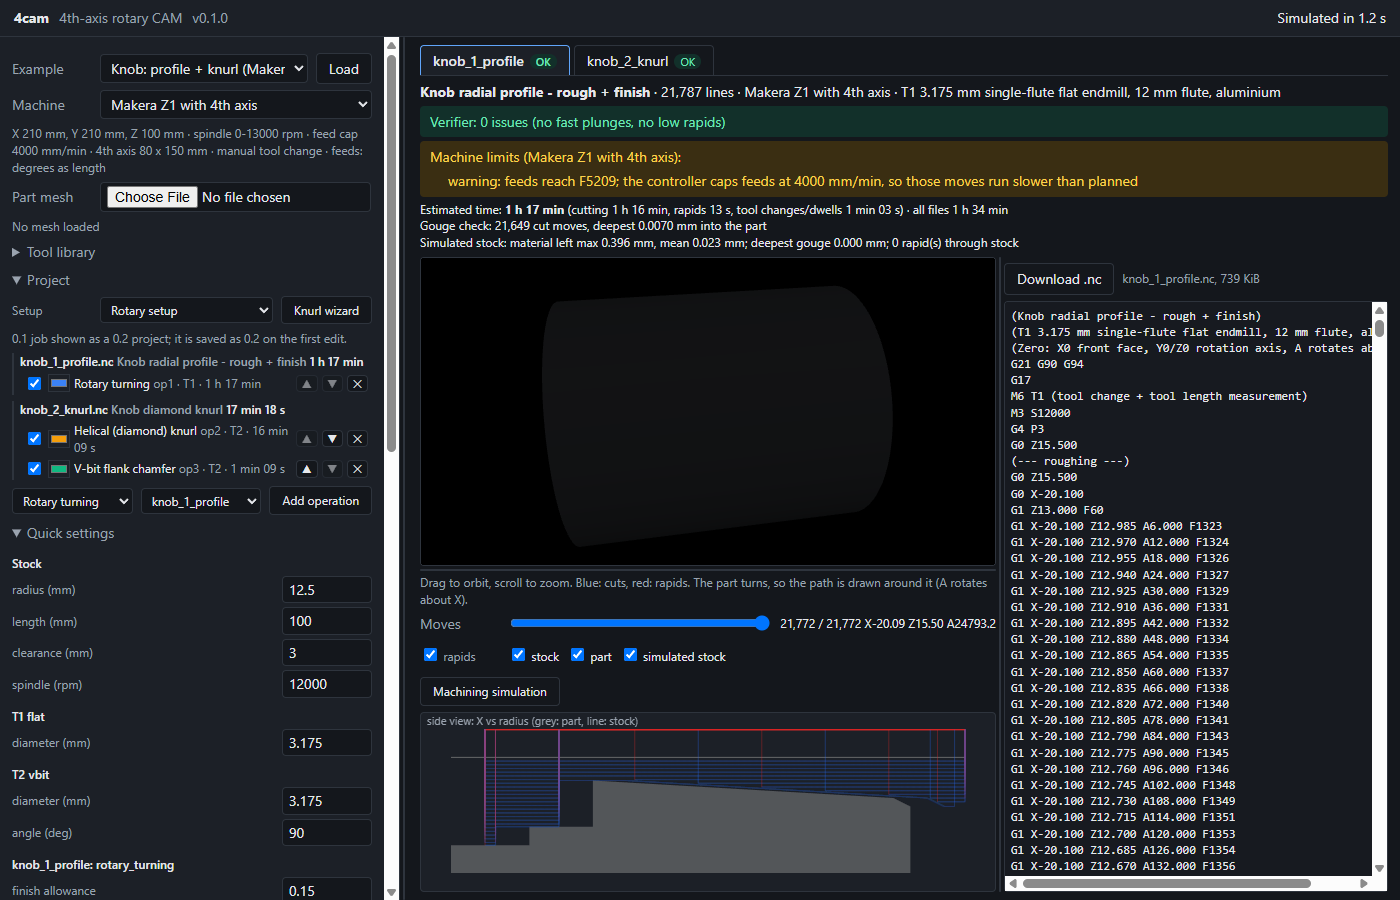 4cam 4th-axis rotary CAM v0.1.0
Simulated in 1.2 s
Example
Knob: profile + knurl (Maker
Load
Machine
Makera Z1 with 4th axis
X 210 mm, Y 210 mm, Z 100 mm · spindle 0-13000 rpm · feed cap
4000 mm/min · 4th axis 80 x 150 mm · manual tool change · feeds:
degrees as length
Part mesh
Choose File No file chosen
No mesh loaded
Tool library
Project
Setup
Rotary setup
Knurl wizard
0.1 job shown as a 0.2 project; it is saved as 0.2 on the first edit.
knob_1_profile.nc Knob radial profile - rough + finish 1 h 17 min
Rotary turning op1 · T1 · 1 h 17 min
knob_2_knurl.nc Knob diamond knurl 17 min 18 s
Helical (diamond) knurl op2 · T2 · 16 min
09 s
V-bit flank chamfer op3 · T2 · 1 min 09 s
Rotary turning
knob_1_profile
Add operation
Quick settings
Stock
radius (mm)
12.5
length (mm)
100
clearance (mm)
3
spindle (rpm)
12000
T1 flat
diameter (mm)
3.175
T2 vbit
diameter (mm)
3.175
angle (deg)
90
knob_1_profile: rotary_turning
finish allowance
0.15
knob_1_profile OK
knob_2_knurl OK
Knob radial profile - rough + finish · 21,787 lines · Makera Z1 with 4th axis · T1 3.175 mm single-flute flat endmill, 12 mm flute, aluminium
Verifier: 0 issues (no fast plunges, no low rapids)
Machine limits (Makera Z1 with 4th axis):
warning: feeds reach F5209; the controller caps feeds at 4000 mm/min, so those moves run slower than planned
Estimated time: 1 h 17 min (cutting 1 h 16 min, rapids 13 s, tool changes/dwells 1 min 03 s) · all files 1 h 34 min
Gouge check: 21,649 cut moves, deepest 0.0070 mm into the part
Simulated stock: material left max 0.396 mm, mean 0.023 mm; deepest gouge 0.000 mm; 0 rapid(s) through stock
Drag to orbit, scroll to zoom. Blue: cuts, red: rapids. The part turns, so the path is drawn around it (A rotates
about X).
Moves
21,772 / 21,772 X-20.09 Z15.50 A24793.2
rapids
stock
part
simulated stock
Machining simulation
side view: X vs radius (grey: part, line: stock)
Download .nc
knob_1_profile.nc, 739 KiB
(Knob radial profile - rough + finish)
(T1 3.175 mm single-flute flat endmill, 12 mm flute, al
(Zero: X0 front face, Y0/Z0 rotation axis, A rotates ab
G21 G90 G94
G17
M6 T1 (tool change + tool length measurement)
M3 S12000
G4 P3
G0 Z15.500
(--- roughing ---)
G0 Z15.500
G0 X-20.100
G1 Z13.000 F60
G1 X-20.100 Z12.985 A6.000 F1323
G1 X-20.100 Z12.970 A12.000 F1324
G1 X-20.100 Z12.955 A18.000 F1326
G1 X-20.100 Z12.940 A24.000 F1327
G1 X-20.100 Z12.925 A30.000 F1329
G1 X-20.100 Z12.910 A36.000 F1331
G1 X-20.100 Z12.895 A42.000 F1332
G1 X-20.100 Z12.880 A48.000 F1334
G1 X-20.100 Z12.865 A54.000 F1335
G1 X-20.100 Z12.850 A60.000 F1337
G1 X-20.100 Z12.835 A66.000 F1338
G1 X-20.100 Z12.820 A72.000 F1340
G1 X-20.100 Z12.805 A78.000 F1341
G1 X-20.100 Z12.790 A84.000 F1343
G1 X-20.100 Z12.775 A90.000 F1345
G1 X-20.100 Z12.760 A96.000 F1346
G1 X-20.100 Z12.745 A102.000 F1348
G1 X-20.100 Z12.730 A108.000 F1349
G1 X-20.100 Z12.715 A114.000 F1351
G1 X-20.100 Z12.700 A120.000 F1353
G1 X-20.100 Z12.685 A126.000 F1354
G1 X-20.100 Z12.670 A132.000 F1356